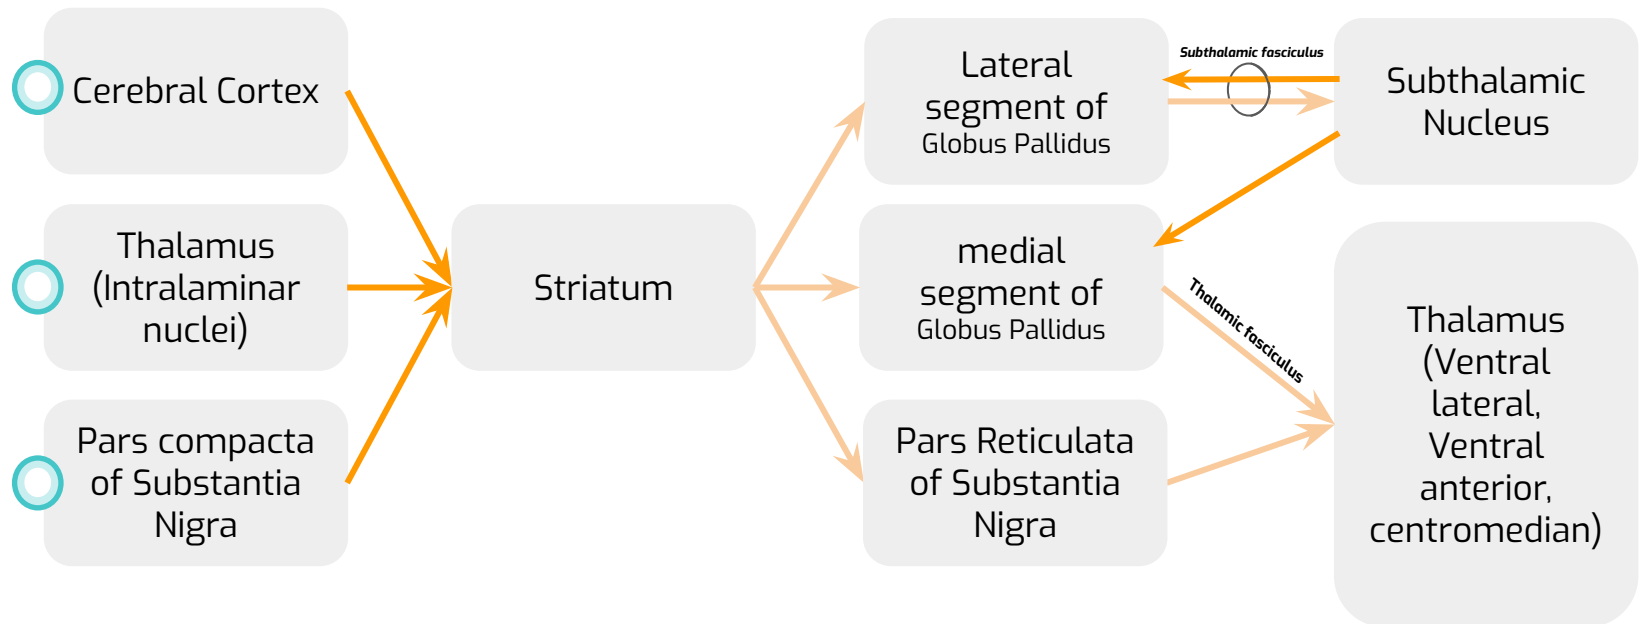 Cerebral Cortex
Thalamus
(Intralaminar
nuclei)
Pars compacta
of Substantia
Nigra
Striatum
Lateral
segment of
Globus Pallidus
medial
segment of
Globus Pallidus
Pars Reticulata
of Substantia
Nigra
Subthalamic fasciculus
Thalamic fasciculus
Subthalamic
Nucleus
Thalamus
(Ventral
lateral,
Ventral
anterior,
centromedian)